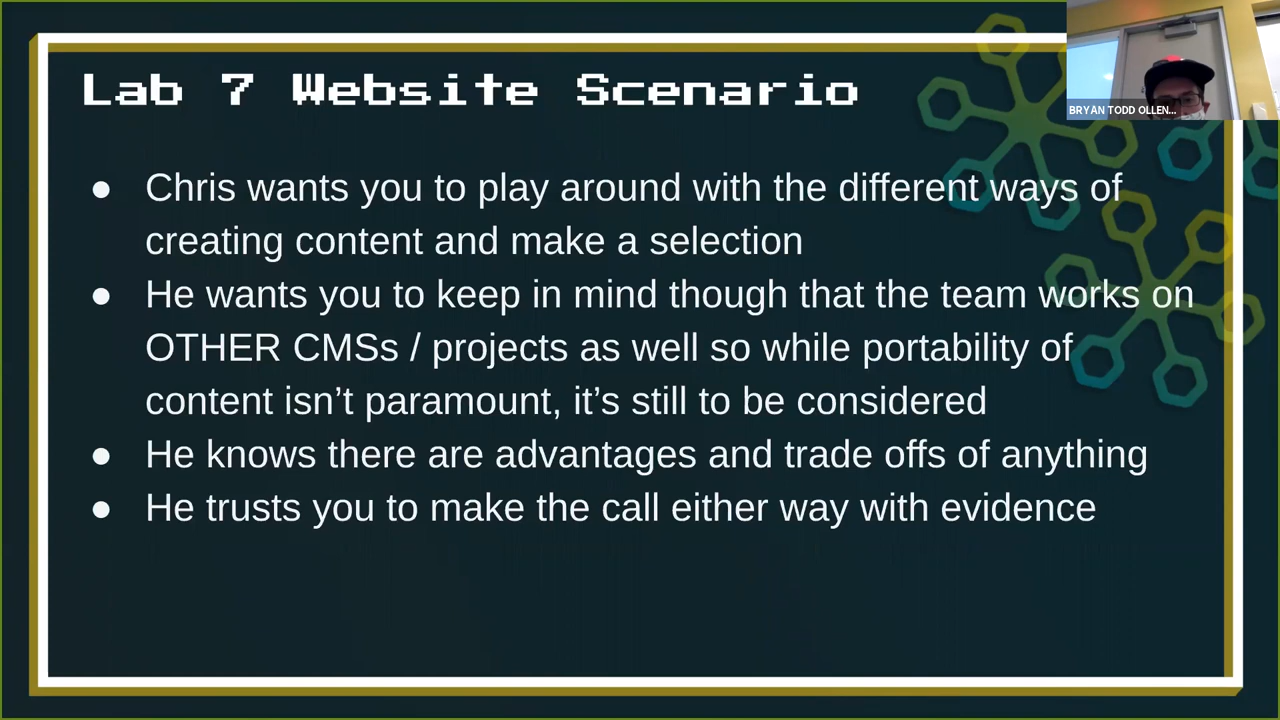 Lab 7 Website Scenario
BRYAN TODD OLLEN...
● Chris wants you to play around with the different ways of
creating content and make a selection
● He wants you to keep in mind though that the team works on
OTHER CMSs / projects as well so while portability of
content isn’t paramount, it’s still to be considered
● He knows there are advantages and trade offs of anything
● He trusts you to make the call either way with evidence